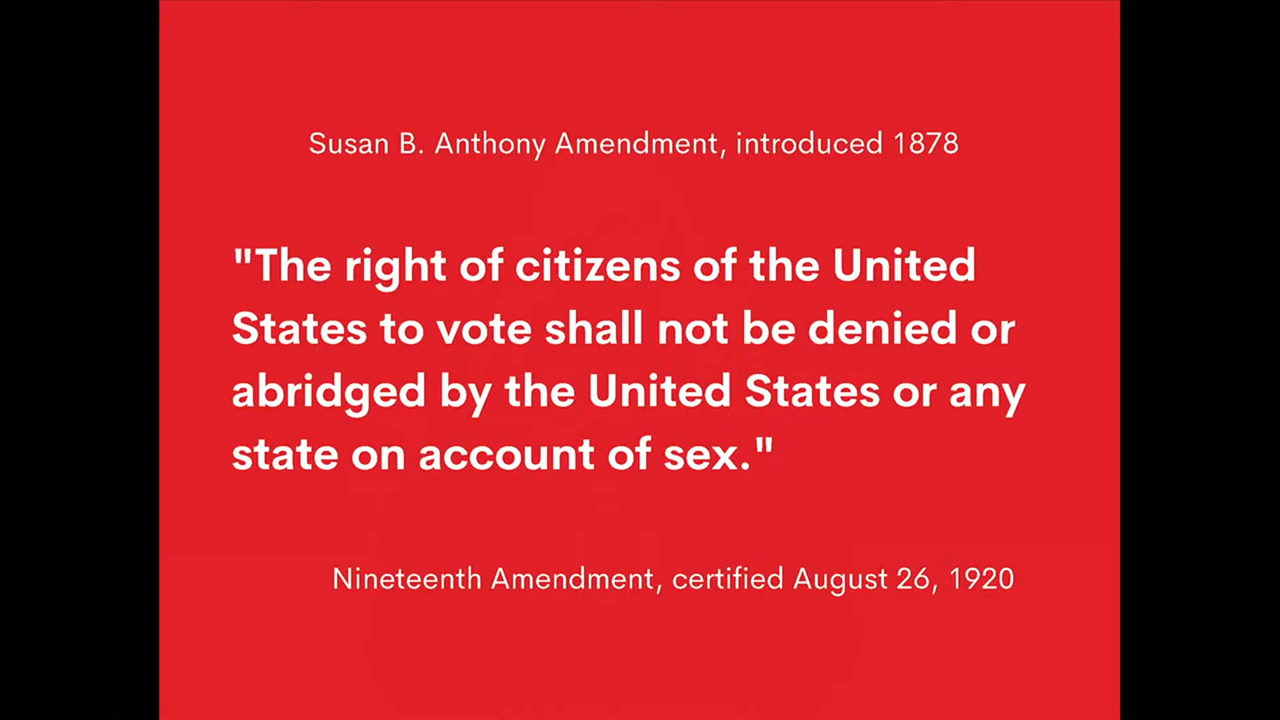 Susan B. Anthony Amendment, introduced 1878
"The right of citizens of the United
States to vote shall not be denied or
abridged by the United States or any
state on account of sex."
Nineteenth Amendment, certified August 26, 1920